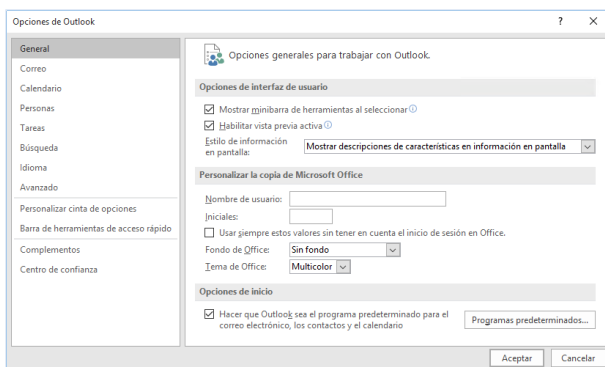 Opciones de Outlook
General
Correo
Calendario
Personas
Tareas
Búsqueda
Idioma
Avanzado
Personalizar cinta de opciones
Barra de herramientas de acceso rápido
Complementos
Centro de confianza
Opciones generales para trabajar con Outlook.
Opciones de interfaz de usuario
Mostrar minibarra de herramientas al seleccionar
Habilitar vista previa activa
Estilo de información
en pantalla:
Mostrar descripciones de características en información en pantalla
Personalizar la copia de Microsoft Office
Nombre de usuario:
Iniciales:
Usar siempre estos valores sin tener en cuenta el inicio de sesión en Office.
Fondo de Office: Sin fondo
Tema de Office: Multicolor
Opciones de inicio
Hacer que Outlook sea el programa predeterminado para el
correo electrónico, los contactos y el calendario
Programas predeterminados...
Aceptar Cancelar